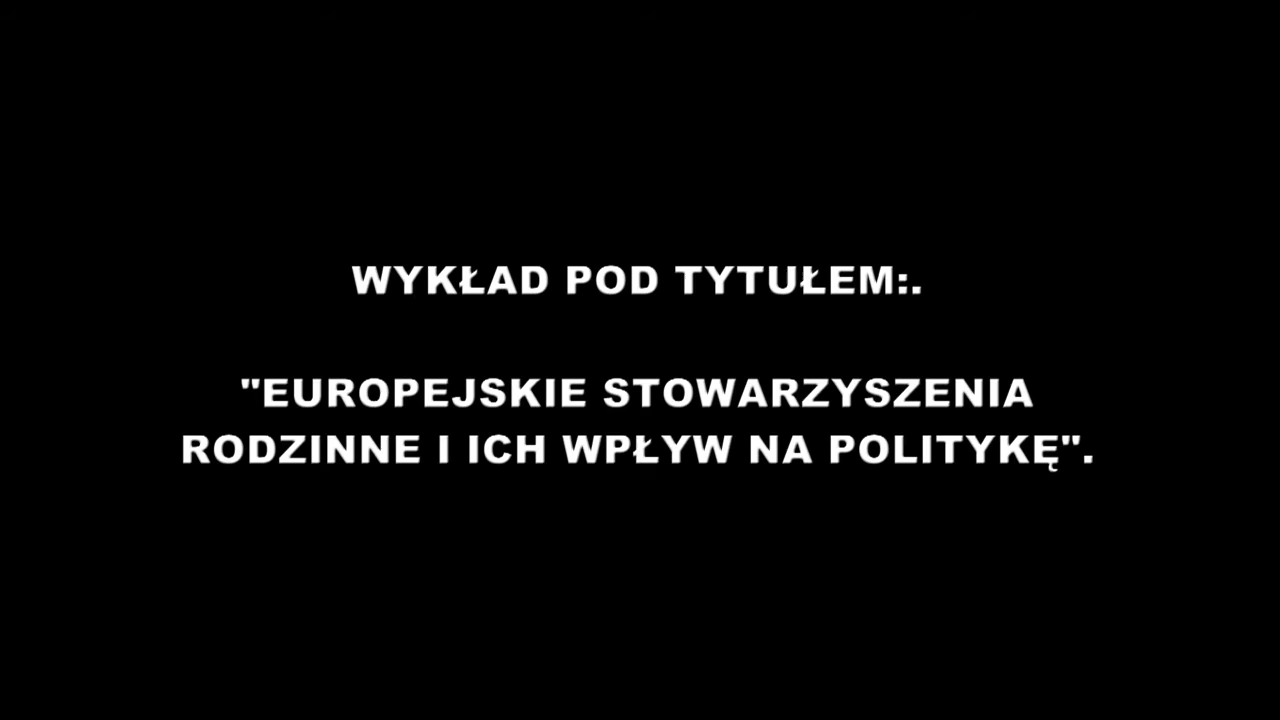 WYKŁAD POD TYTUŁEM:.
"EUROPEJSKIE STOWARZYSZENIA
RODZINNE I ICH WPŁYW NA POLITYKĘ".